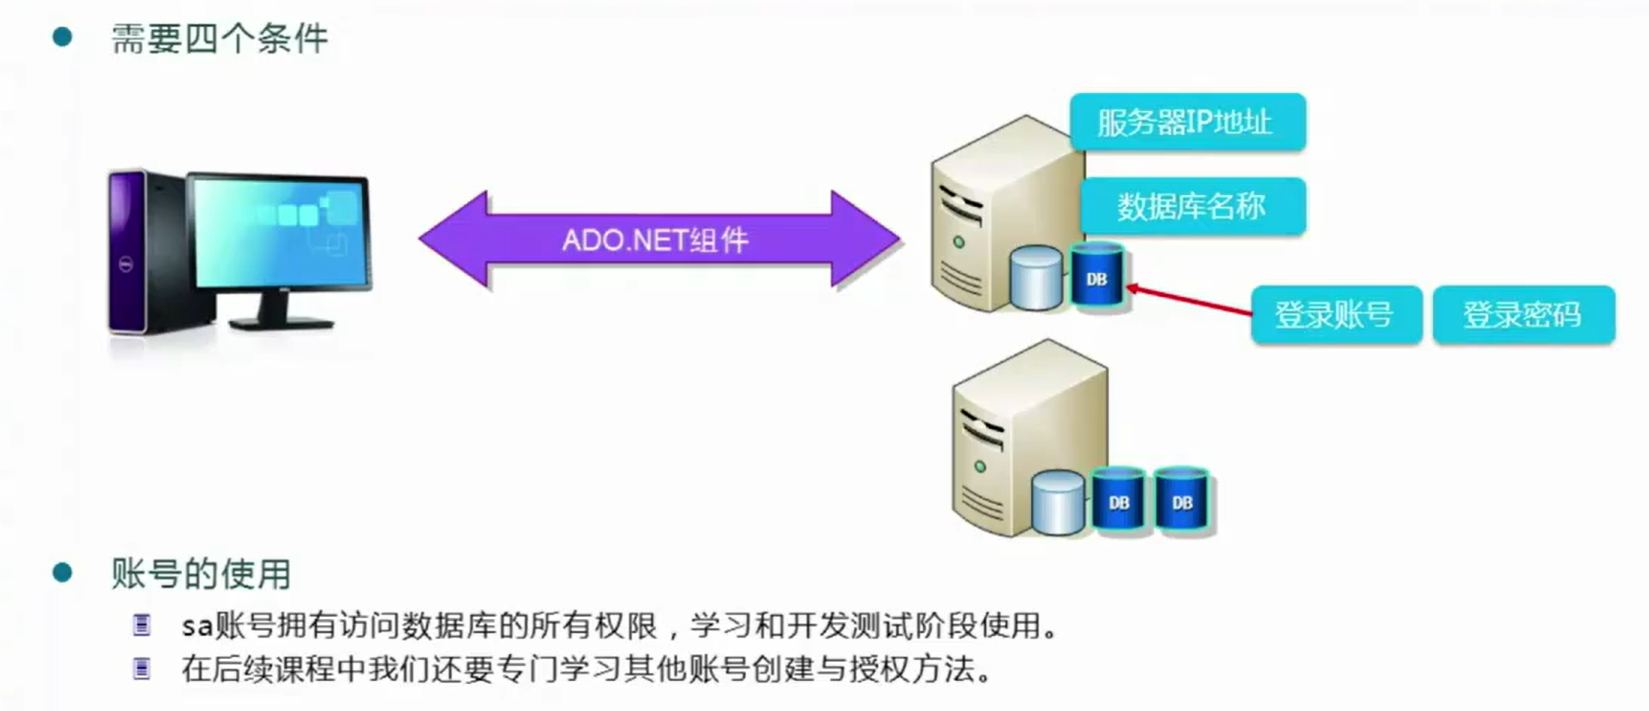 需要四个条件
服务器IP地址
数据库名称
ADO.NET组件
DB
登录账号 登录密码
DB DB
账号的使用
sa账号拥有访问数据库的所有权限，学习和开发测试阶段使用。
在后续课程中我们还要专门学习其他账号创建与授权方法。